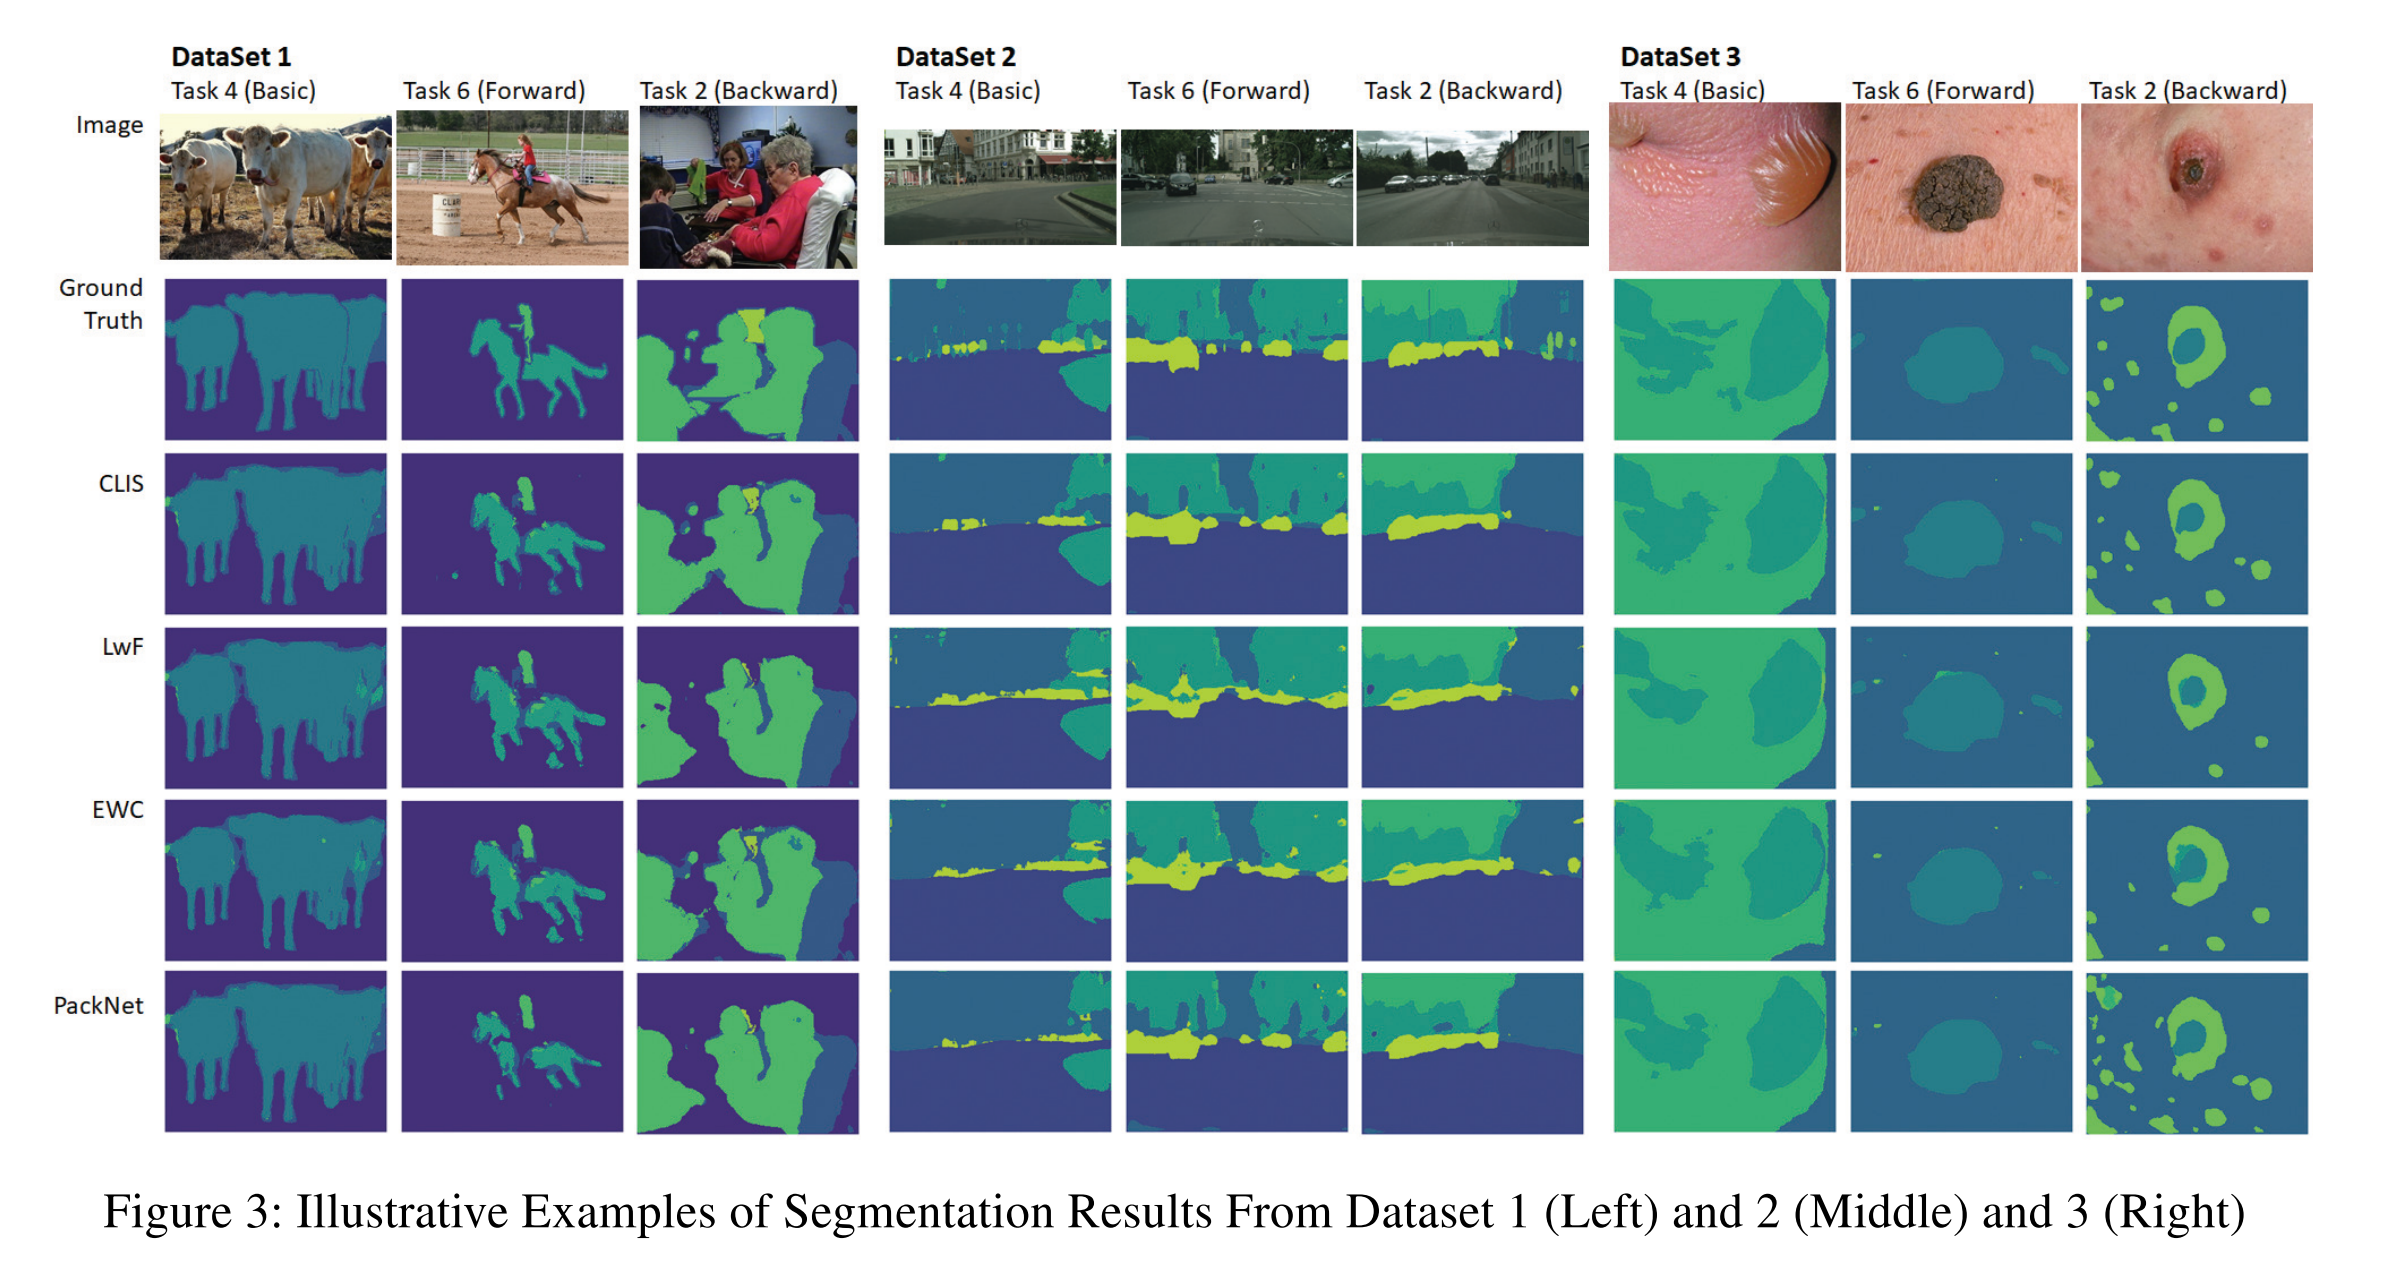 DataSet 1
DataSet 2
DataSet 3
Task 4 (Basic)
Task 6 (Forward)
Task 2 (Backward)
Task 4 (Basic)
Task 6 (Forward)
Task 2 (Backward)
Task 4 (Basic)
Task 6 (Forward)
Task 2 (Backward)
Image
Ground
Truth
CLIS
LwF
EWC
PackNet
Figure 3: Illustrative Examples of Segmentation Results From Dataset 1 (Left) and 2 (Middle) and 3 (Right)